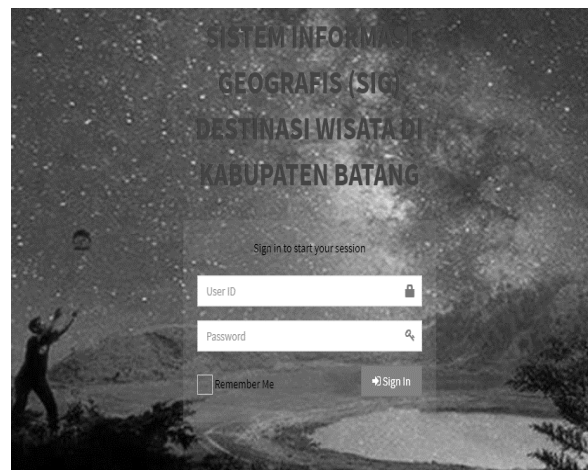 SISTEM INFORMASI
GEOGRAFIS (SIG)
DESTINASI WISATA DI
KABUPATEN BATANG
Sign in to start your session
User ID
Password
Remember Me
Sign In